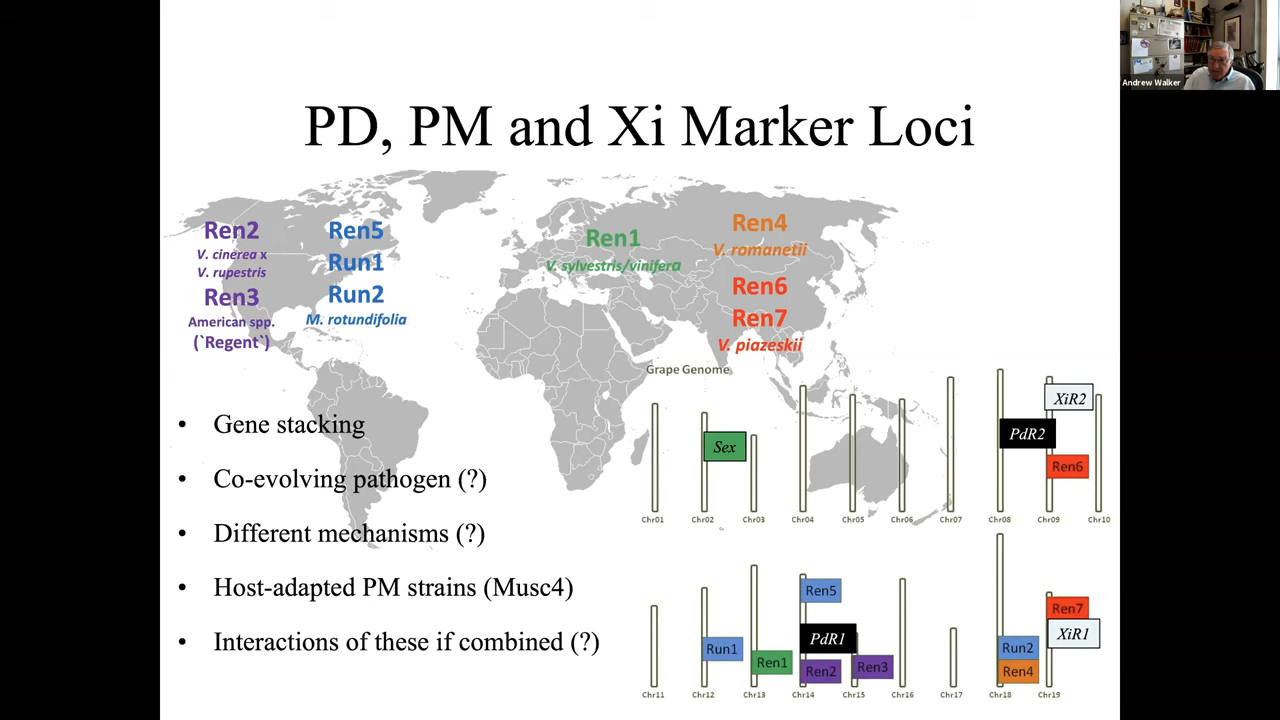 Andrew Walker
PD, PM and Xi Marker Loci
Ren2
V. cinerea x
V. rupestris
Ren3
American spp.
(`Regent`)
Ren5
Run1
Run2
M. rotundifolia
Ren1
V. sylvestris/vinifera
Ren4
V. romanetii
Ren6
Ren7
V. piazeskii
• Gene stacking
• Co-evolving pathogen (?)
• Different mechanisms (?)
• Host-adapted PM strains (Musc4)
• Interactions of these if combined (?)
Grape Genome
Sex
XiR2
PdR2
Ren6
Chr01 Chr02 Chr03 Chr04 Chr05 Chr06 Chr07 Chr08 Chr09 Chr10
Ren5
Ren7
PdR1
XiR1
Run1
Run2
Ren1
Ren2
Ren3
Ren4
Chr11 Chr12 Chr13 Chr14 Chr15 Chr16 Chr17 Chr18 Chr19